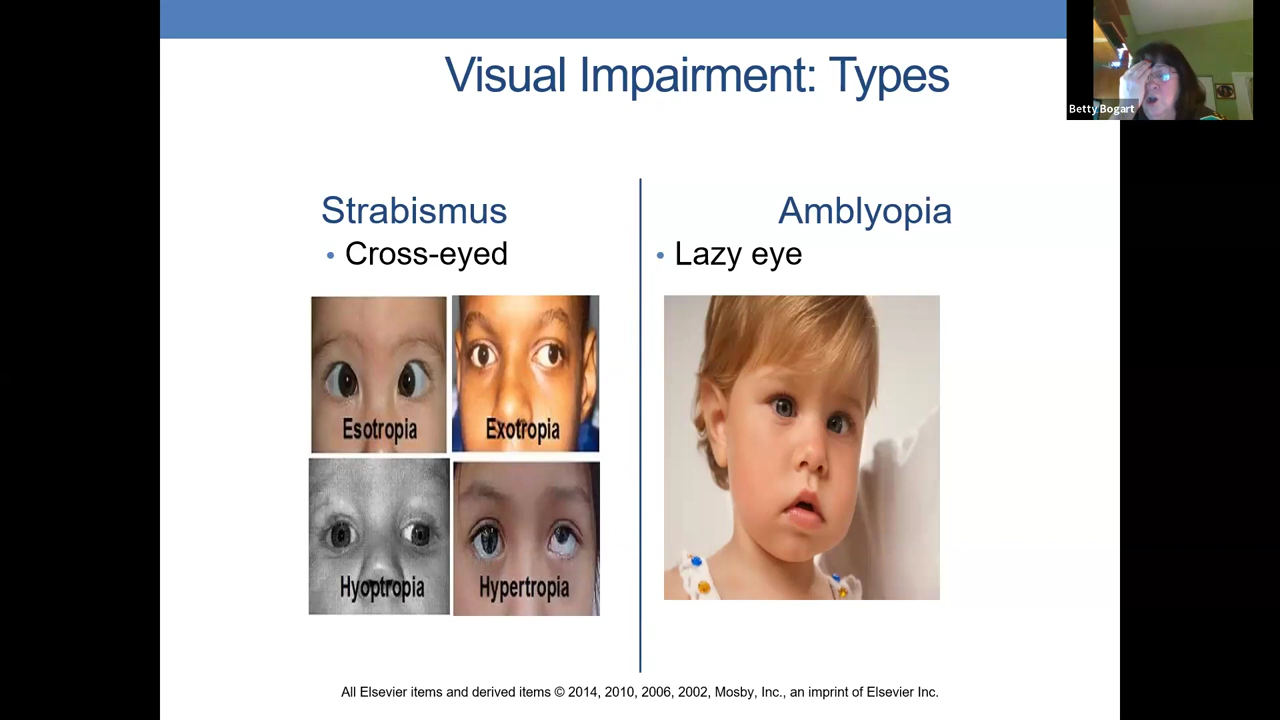 Visual Impairment: Types
Betty Bogart
Strabismus
• Cross-eyed
Esotropia
Exotropia
Hyoptropia
Hypertropia
Amblyopia
• Lazy eye
All Elsevier items and derived items © 2014, 2010, 2006, 2002, Mosby, Inc., an imprint of Elsevier Inc.